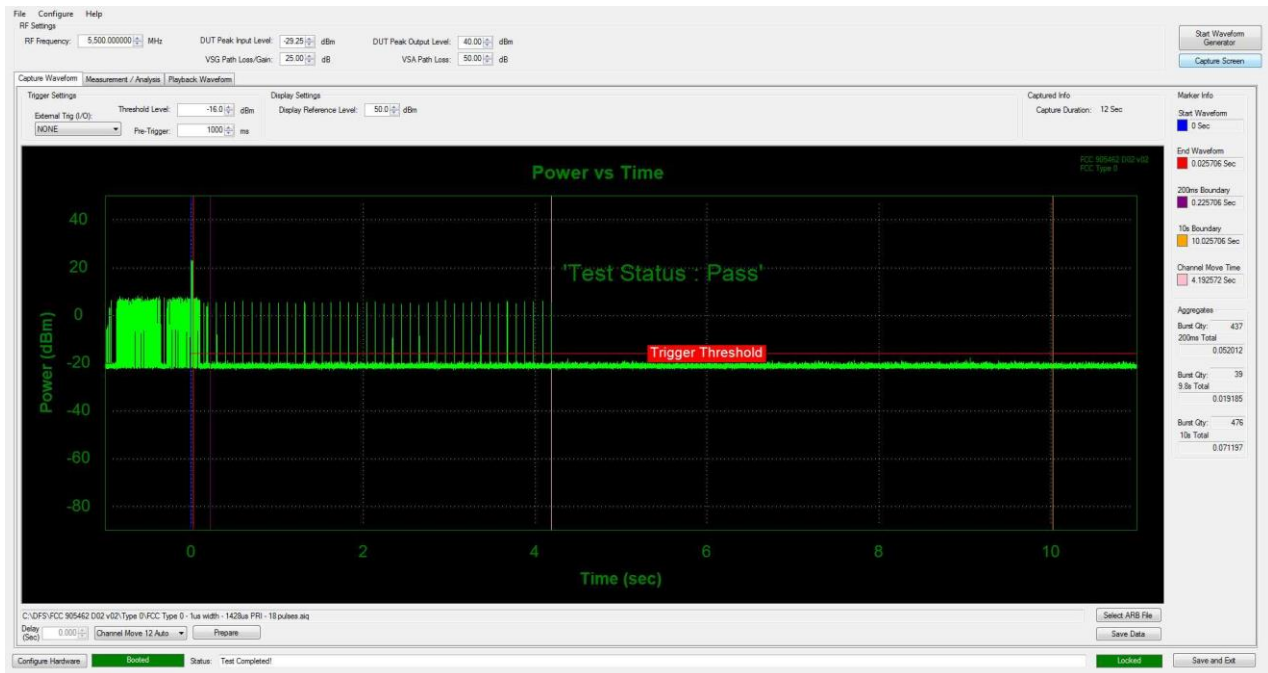 File Configure Help
RF Settings
RF Frequency: 5,500.000000 MHz DUT Peak Input Level: -29.25 dBm DUT Peak Output Level: 40.00 dBm
VSG Path Loss/Gain: 25.00 dB VSA Path Loss: 50.00 dB
Start Waveform
Generator
Capture Screen
Capture Waveform Measurement / Analysis Playback Waveform
Trigger Settings
External Trig (I/O):
NONE
Threshold Level: -16.0 dBm
Pre-Trigger: 1000 ms
Display Settings
Display Reference Level: 50.0 dBm
Captured Info
Capture Duration: 12 Sec
Marker Info
Start Waveform
0 Sec
End Waveform
0.025706 Sec
200ms Boundary
0.225706 Sec
10s Boundary
10.025706 Sec
Channel Move Time
4.192572 Sec
Aggregates
Burst Qty: 437
200ms Total
0.052012
Burst Qty: 39
9.8s Total
0.019185
Burst Qty: 476
10s Total
0.071197
Power vs Time
FCC 905462 D02 v02
FCC Type 0
'Test Status : Pass'
Trigger Threshold
Power (dBm)
40
20
0
-20
-40
-60
-80
0 2 4 6 8 10
Time (sec)
C:\DFS\FCC 905462 D02 v02\Type 0\FCC Type 0 - 1us width - 1428us PRI - 18 pulses.aiq
Select ARB File
Delay
(Sec) 0.000 Channel Move 12 Auto Prepare
Save Data
Configure Hardware Booted Status: Test Completed! Locked Save and Exit